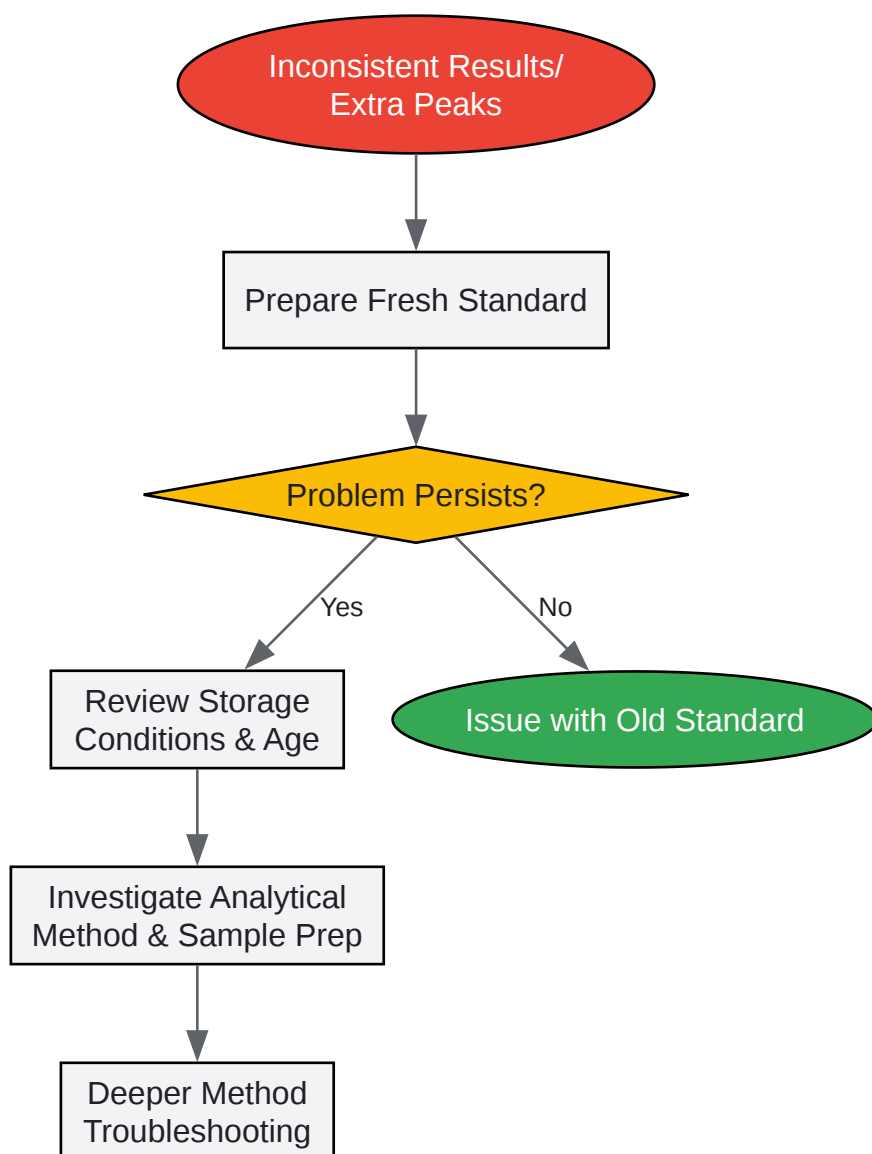 Inconsistent Results/
Extra Peaks
Prepare Fresh Standard
Problem Persists?
Yes
No
Review Storage
Conditions & Age
Issue with Old Standard
Investigate Analytical
Method & Sample Prep
Deeper Method
Troubleshooting